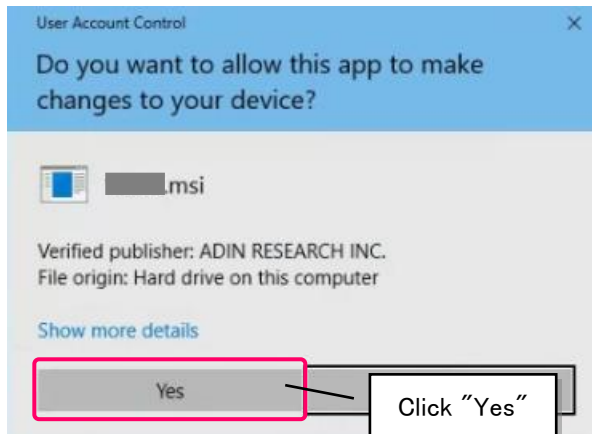 User Account Control
Do you want to allow this app to make
changes to your device?
.msi
Verified publisher: ADIN RESEARCH INC.
File origin: Hard drive on this computer
Show more details
Yes
Click "Yes"